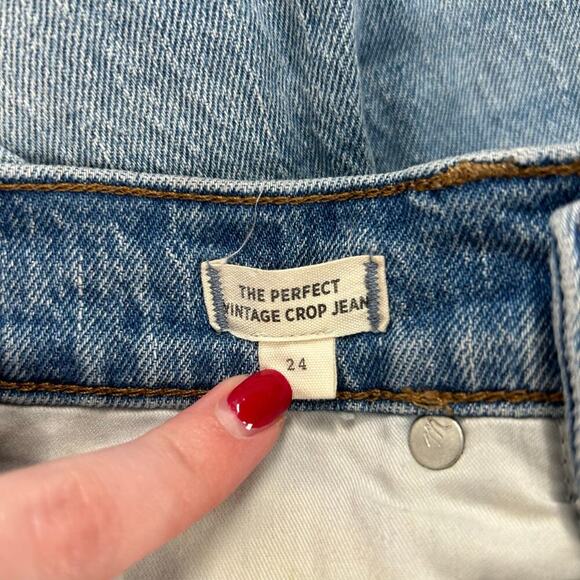 THE PERFECT
VINTAGE CROP JEAN
24